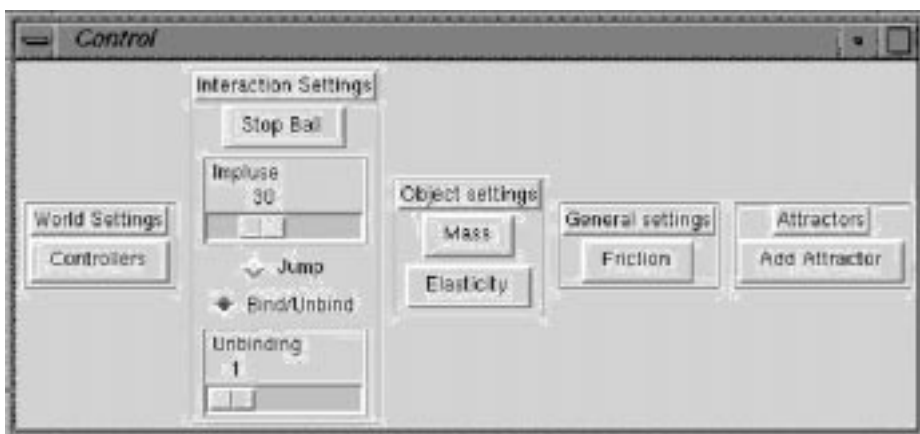 Control
World Settings
Controllers
Interaction Settings
Stop Ball
Impluse
30
Jump
Bind/Unbind
Unbinding
1
Object settings
Mass
Elasticity
General settings
Friction
Attractors
Add Attractor